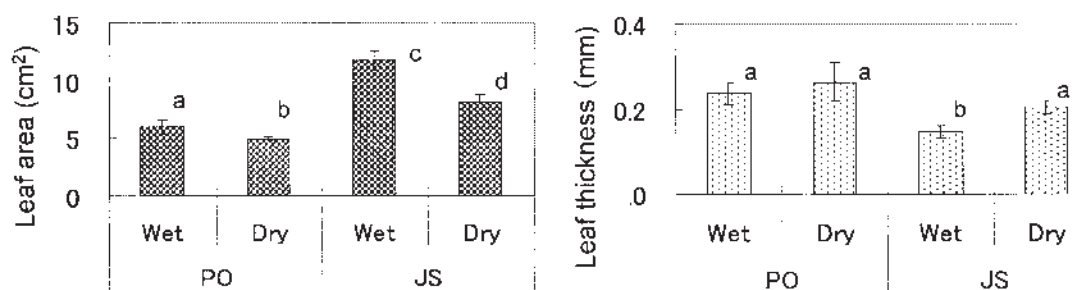 Leaf area (cm²)
15
10
5
0
a
b
c
d
Wet
Dry
Wet
Dry
PO
JS
Leaf thickness (mm)
0.4
0.2
.0
a
a
b
a
Wet
Dry
Wet
Dry
PO
JS